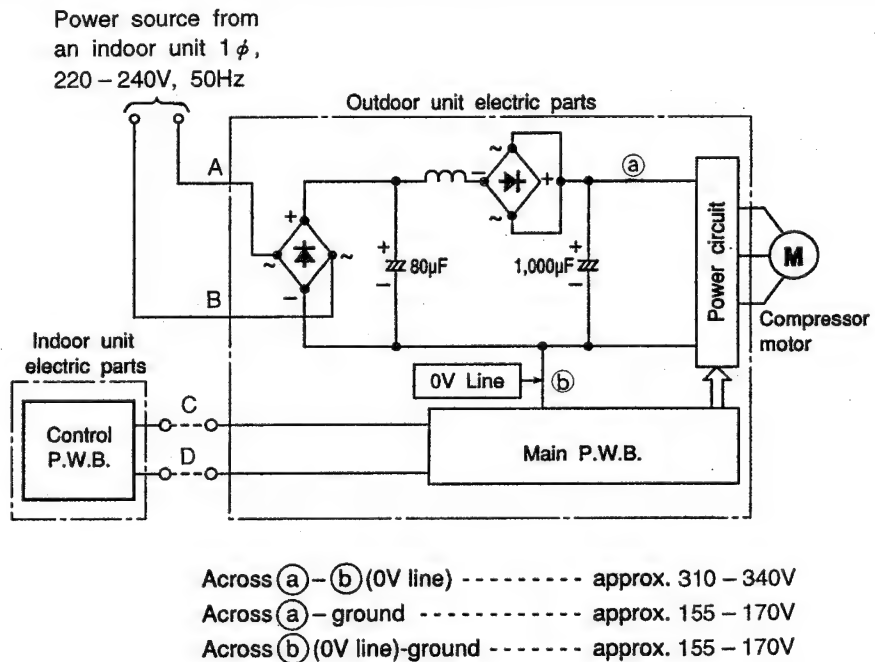 Power source from
an indoor unit 1ϕ,
220 – 240V, 50Hz
Outdoor unit electric parts
A
~
−
+
ⓐ
~
+
~
~
+
80μF
−
+
1,000μF
−
Power circuit
M
Compressor
motor
B
−
Indoor unit
electric parts
0V Line
ⓑ
C
Control
P.W.B.
D
Main P.W.B.
Across ⓐ – ⓑ (0V line) - - - - - - - - - approx. 310 – 340V
Across ⓐ – ground - - - - - - - - - - - - approx. 155 – 170V
Across ⓑ (0V line)-ground - - - - - - approx. 155 – 170V